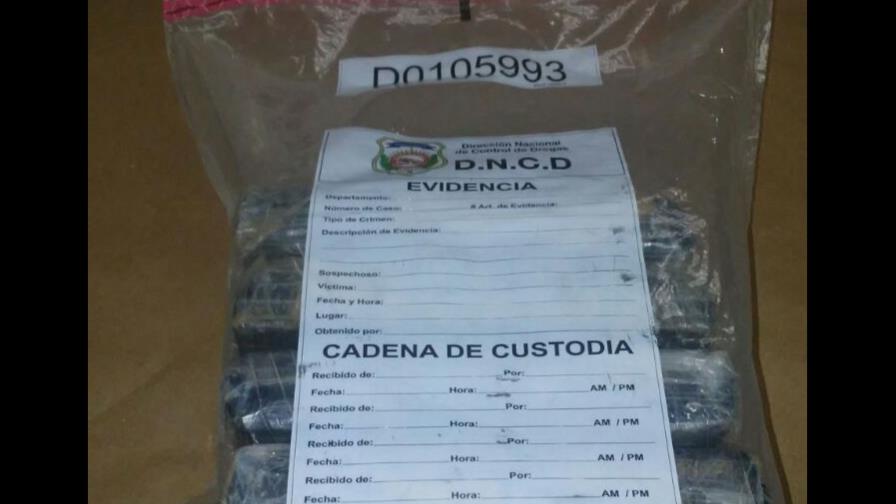 D0105993
Dirección Nacional
de Control de Drogas
D.N.C.D
EVIDENCIA
Departamento:
Número de Caso: # Art. de Evidencia:
Tipo de Crimen:
Descripción de Evidencia:
Sospechoso:
Víctima:
Fecha y Hora:
Lugar:
Obtenido por:
CADENA DE CUSTODIA
Recibido de: Por:
Fecha: Hora: AM / PM
Recibido de: Por:
Fecha: Hora: AM / PM
Recibido de: Por:
Fecha: Hora: AM / PM
Recibido de: Por:
Fecha: Hora: AM / PM